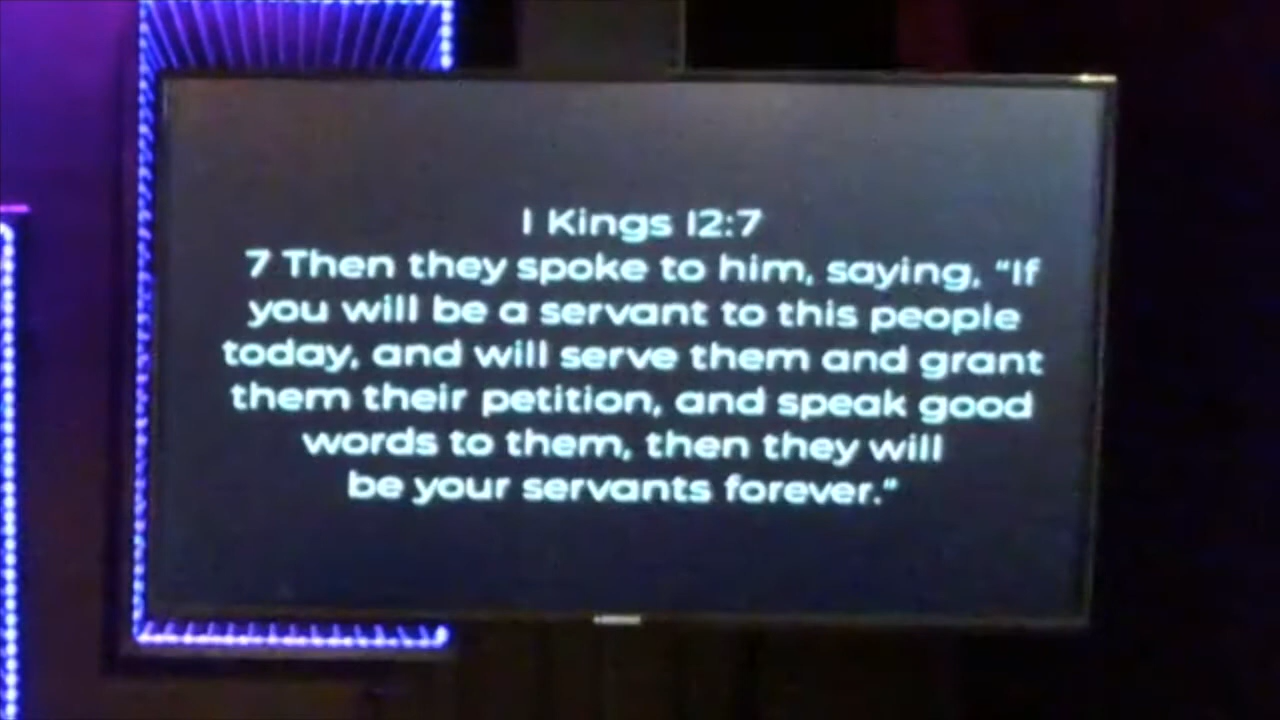 1 Kings 12:7
7 Then they spoke to him, saying, "If
you will be a servant to this people
today, and will serve them and grant
them their petition, and speak good
words to them, then they will
be your servants forever."